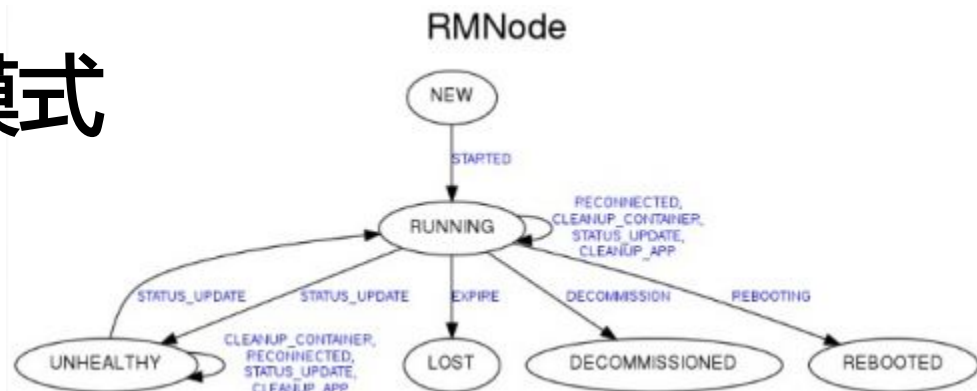 RMNode
模式
NEW
STARTED
RUNNING
RECONNECTED,
CLEANUP_CONTAINER,
STATUS_UPDATE,
CLEANUP_APP
STATUS_UPDATE
STATUS_UPDATE
EXPIRE
DECOMMISSION
REBOOTING
UNHEALTHY
CLEANUP_CONTAINER,
RECONNECTED,
STATUS_UPDATE,
CLEANUP_APP
LOST
DECOMMISSIONED
REBOOTED